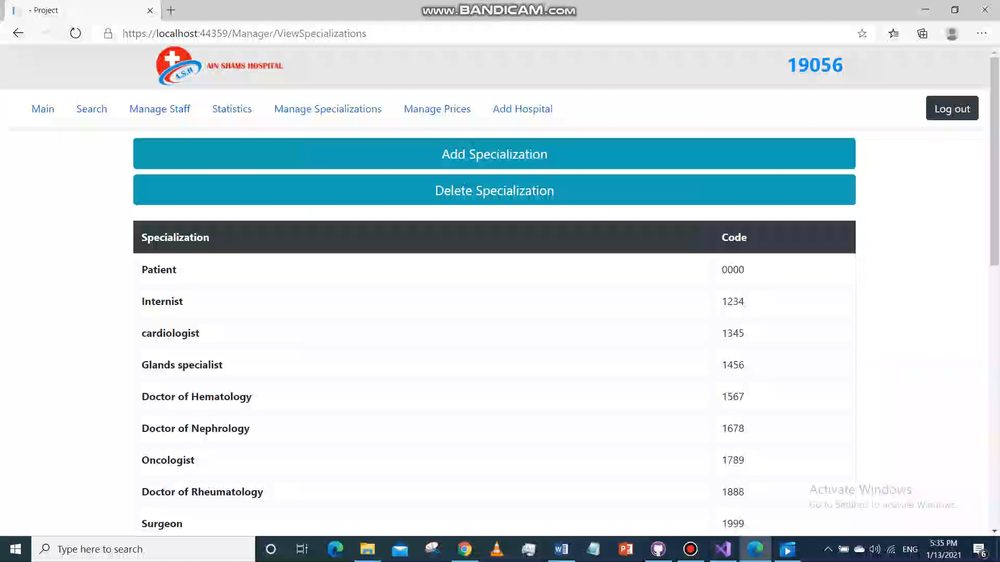 - Project
www.BANDICAM.com
https://localhost:44359/Manager/ViewSpecializations
A.S.H
AIN SHAMS HOSPITAL
19056
Main Search Manage Staff Statistics Manage Specializations Manage Prices Add Hospital Log out
Add Specialization
Delete Specialization
Specialization Code
Patient 0000
Internist 1234
cardiologist 1345
Glands specialist 1456
Doctor of Hematology 1567
Doctor of Nephrology 1678
Oncologist 1789
Doctor of Rheumatology 1888
Surgeon 1999
Activate Windows
Go to Settings to activate Windows.
Type here to search
ENG
5:35 PM
1/13/2021
6